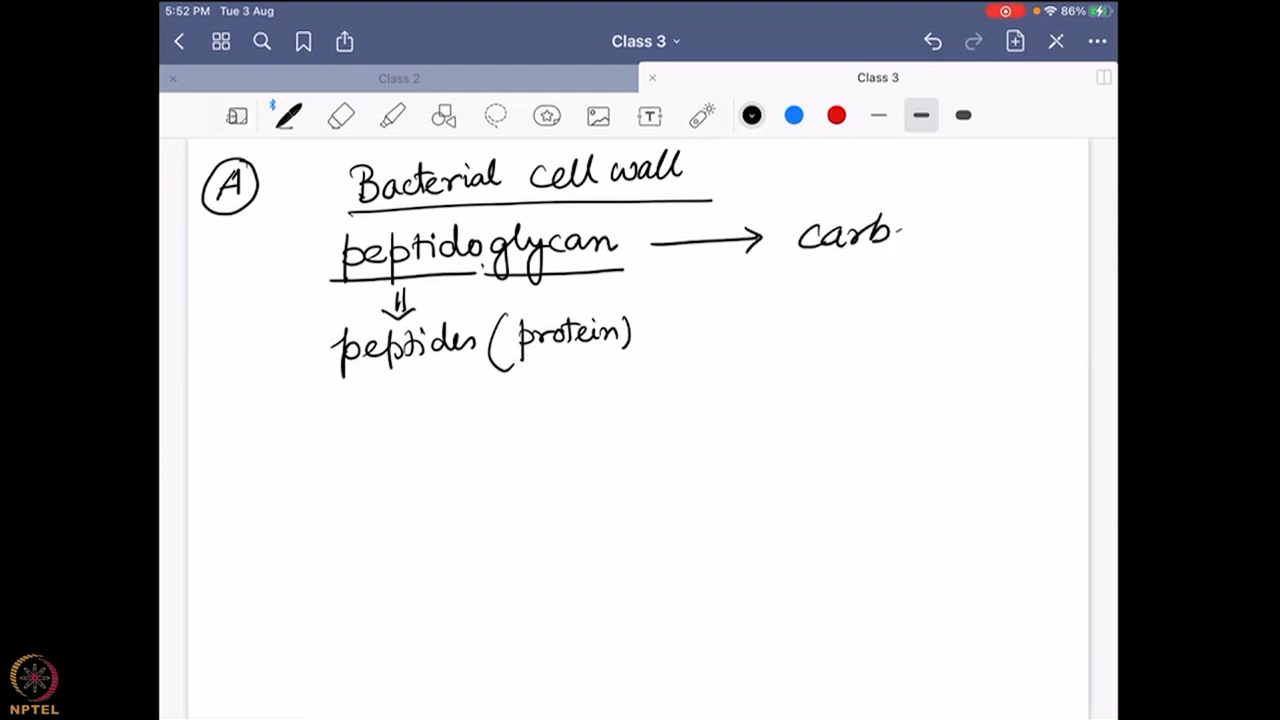 5:52 PM Tue 3 Aug 86%
Class 3
Class 2 Class 3
T
A Bacterial cell wall
peptidoglycan → carb
peptides (protein)
NPTEL